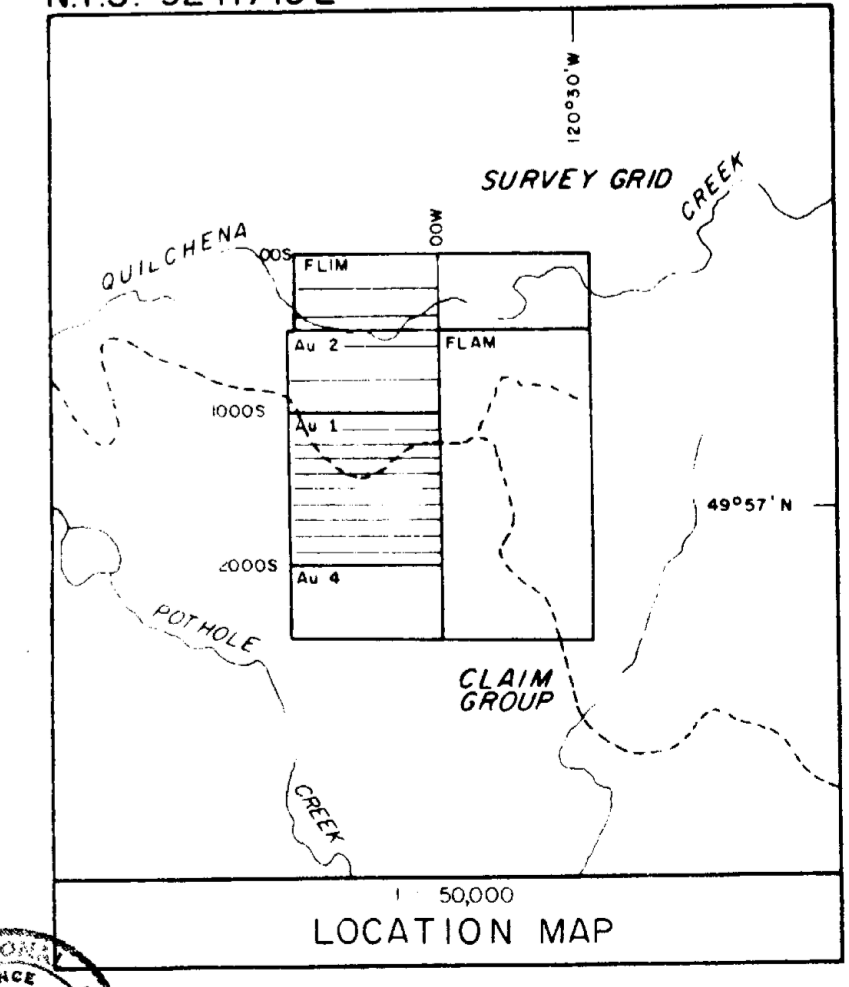 120°30'W
SURVEY GRID
CREEK
QUILCHENA
00W
00S
FLIM
Au 2
FLAM
1000S
Au 1
49°57'N
2000S
Au 4
POTHOLE
CLAIM
GROUP
CREEK
1 : 50,000
LOCATION MAP